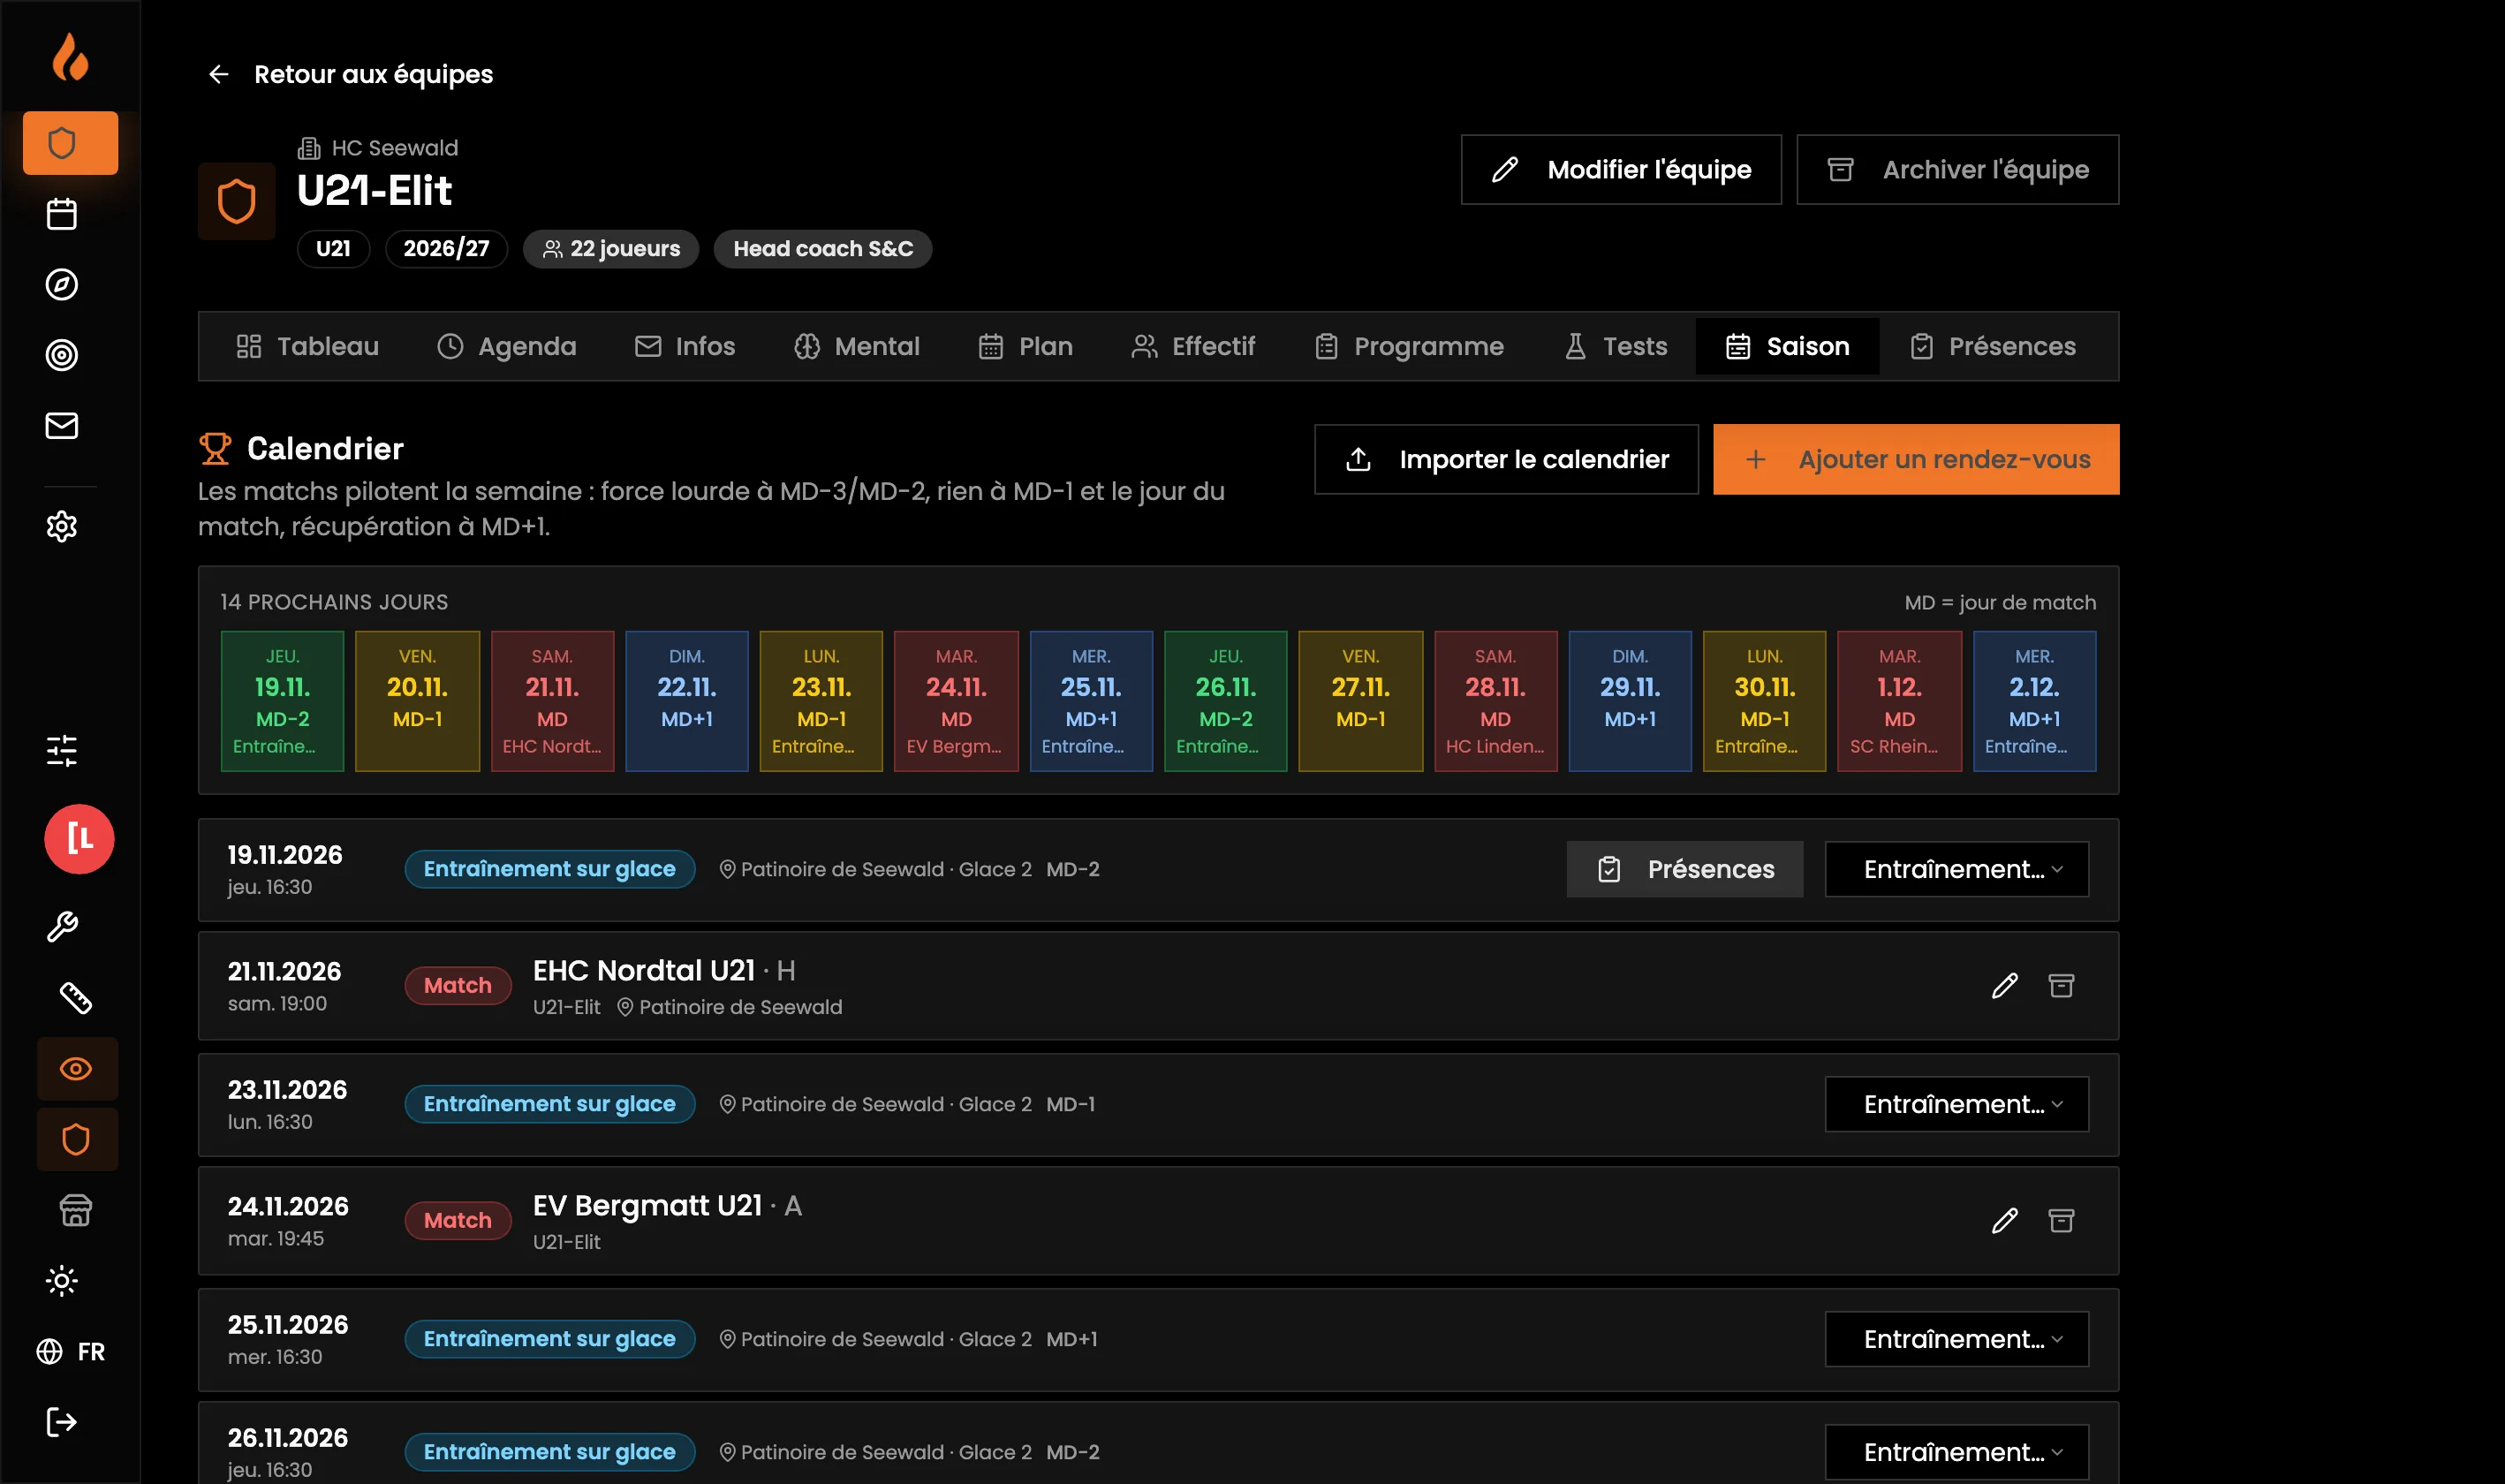 Retour aux équipes
HC Seewald
U21-Elit
U21
2026/27
22 joueurs
Head coach S&C
Modifier l'équipe
Archiver l'équipe
Tableau
Agenda
Infos
Mental
Plan
Effectif
Programme
Tests
Saison
Présences
Calendrier
Les matchs pilotent la semaine : force lourde à MD-3/MD-2, rien à MD-1 et le jour du
match, récupération à MD+1.
Importer le calendrier
Ajouter un rendez-vous
14 PROCHAINS JOURS
MD = jour de match
JEU.
19.11.
MD-2
Entraîne...
VEN.
20.11.
MD-1
SAM.
21.11.
MD
EHC Nordt...
DIM.
22.11.
MD+1
LUN.
23.11.
MD-1
Entraîne...
MAR.
24.11.
MD
EV Bergm...
MER.
25.11.
MD+1
Entraîne...
JEU.
26.11.
MD-2
Entraîne...
VEN.
27.11.
MD-1
SAM.
28.11.
MD
HC Linden...
DIM.
29.11.
MD+1
LUN.
30.11.
MD-1
Entraîne...
MAR.
1.12.
MD
SC Rhein...
MER.
2.12.
MD+1
Entraîne...
19.11.2026
jeu. 16:30
Entraînement sur glace
Patinoire de Seewald · Glace 2 MD-2
Présences
Entraînement...
21.11.2026
sam. 19:00
Match
EHC Nordtal U21 · H
U21-Elit Patinoire de Seewald
23.11.2026
lun. 16:30
Entraînement sur glace
Patinoire de Seewald · Glace 2 MD-1
Entraînement...
24.11.2026
mar. 19:45
Match
EV Bergmatt U21 · A
U21-Elit
25.11.2026
mer. 16:30
Entraînement sur glace
Patinoire de Seewald · Glace 2 MD+1
Entraînement...
26.11.2026
jeu. 16:30
Entraînement sur glace
Patinoire de Seewald · Glace 2 MD-2
Entraînement...
[L
FR